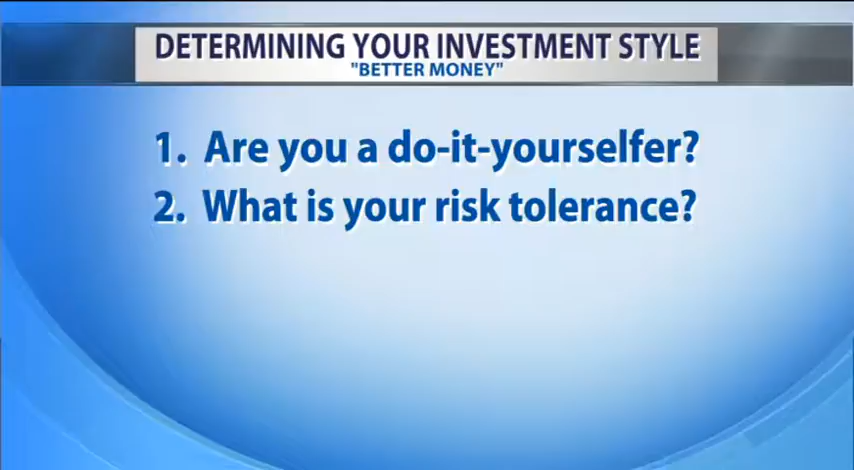 DETERMINING YOUR INVESTMENT STYLE
"BETTER MONEY"
1. Are you a do-it-yourselfer?
2. What is your risk tolerance?